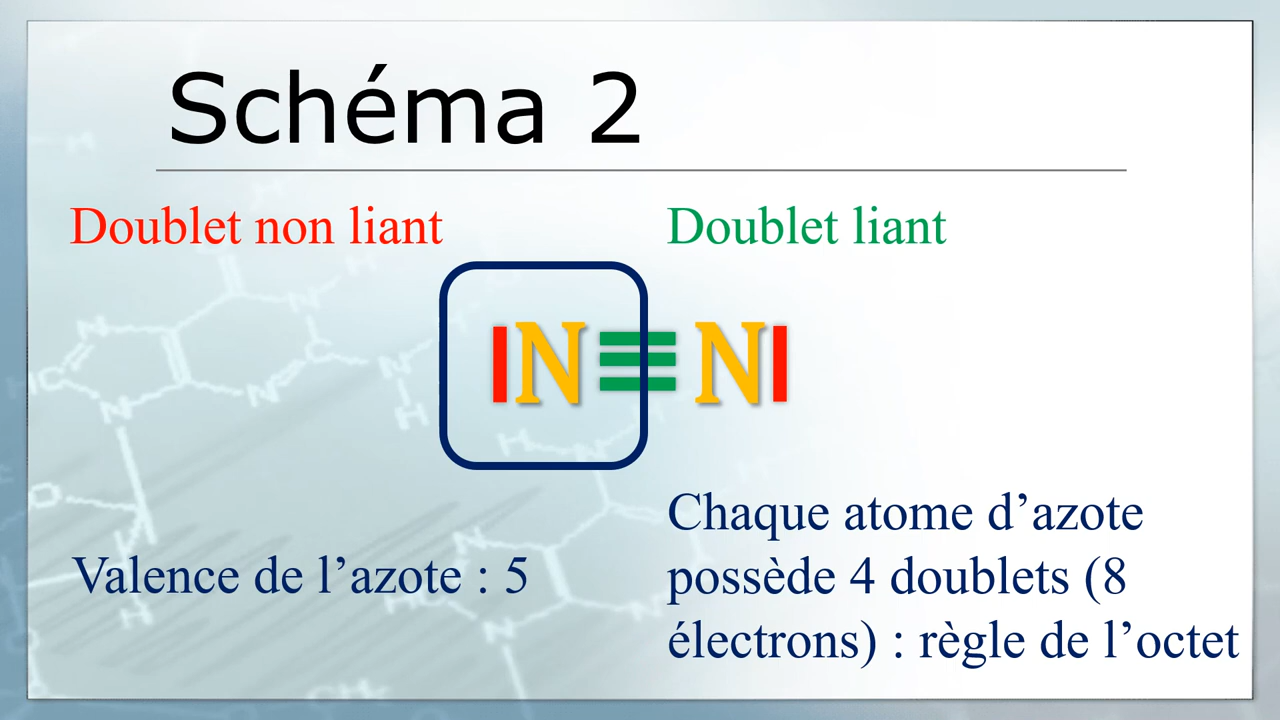 Schéma 2
Doublet non liant
Doublet liant
IN≡NI
Valence de l’azote : 5
Chaque atome d’azote
possède 4 doublets (8
électrons) : règle de l’octet